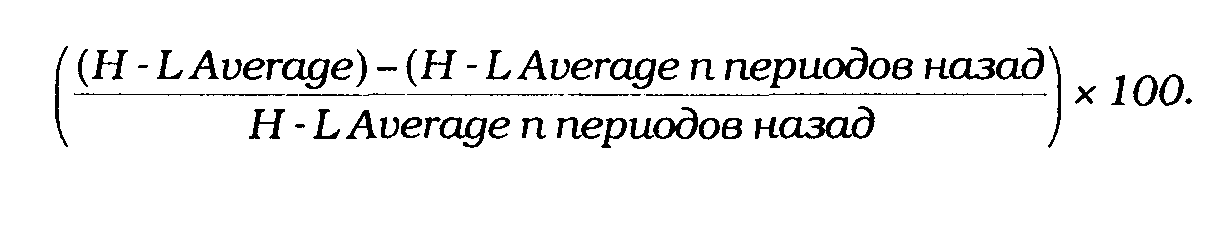 (H - L Average) – (H - L Average n периодов назад
H - L Average n периодов назад
× 100.